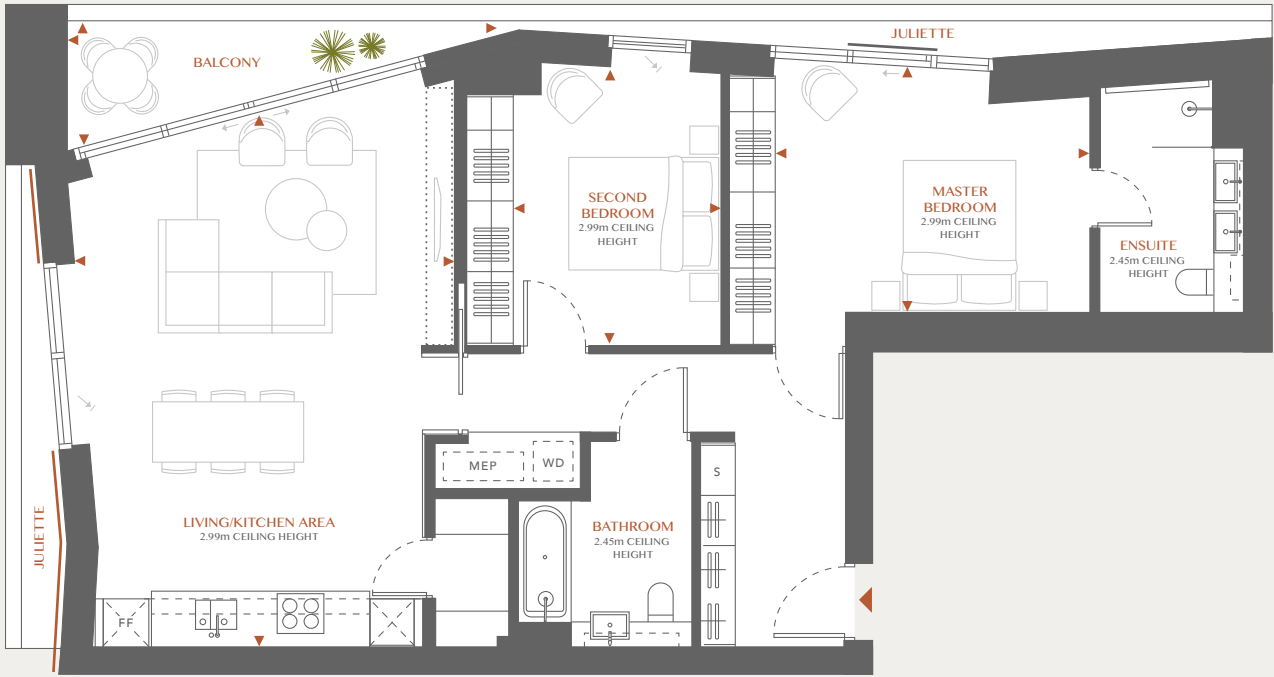 JULIETTE
BALCONY
SECOND
BEDROOM
2.99m CEILING
HEIGHT
MASTER
BEDROOM
2.99m CEILING
HEIGHT
ENSUITE
2.45m CEILING
HEIGHT
MEP
WD
S
LIVING/KITCHEN AREA
2.99m CEILING HEIGHT
BATHROOM
2.45m CEILING
HEIGHT
JULIETTE
FF